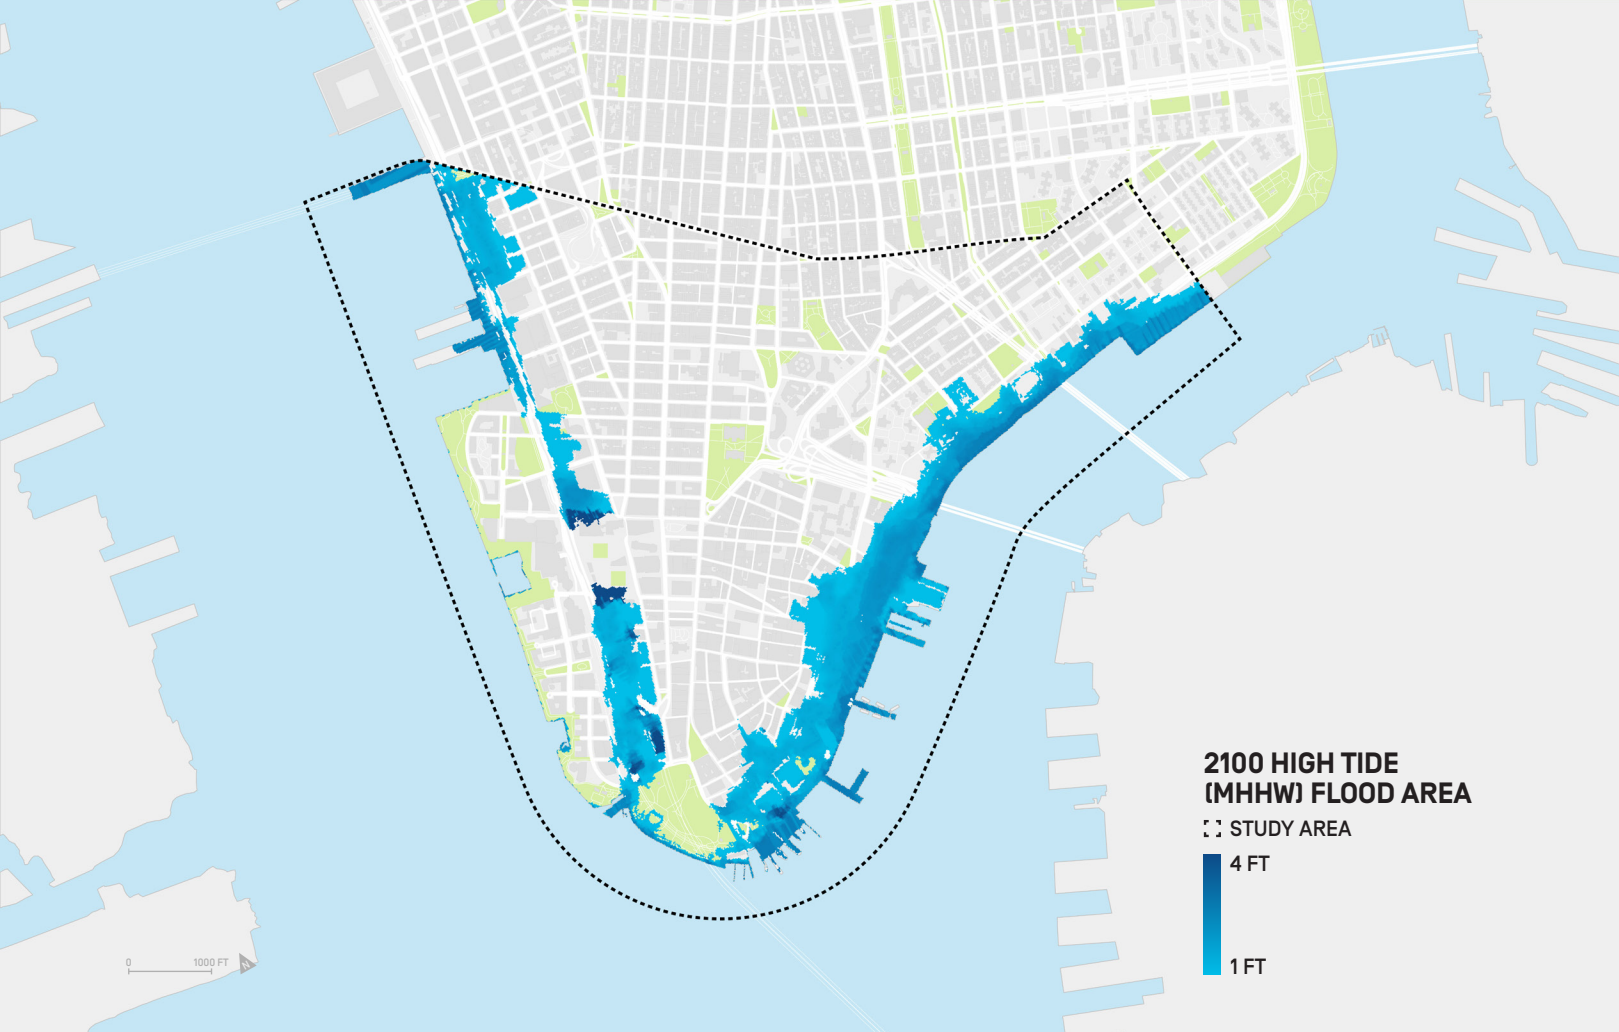 2100 HIGH TIDE
(MHHW) FLOOD AREA
STUDY AREA
4 FT
1 FT
0 1000 FT N